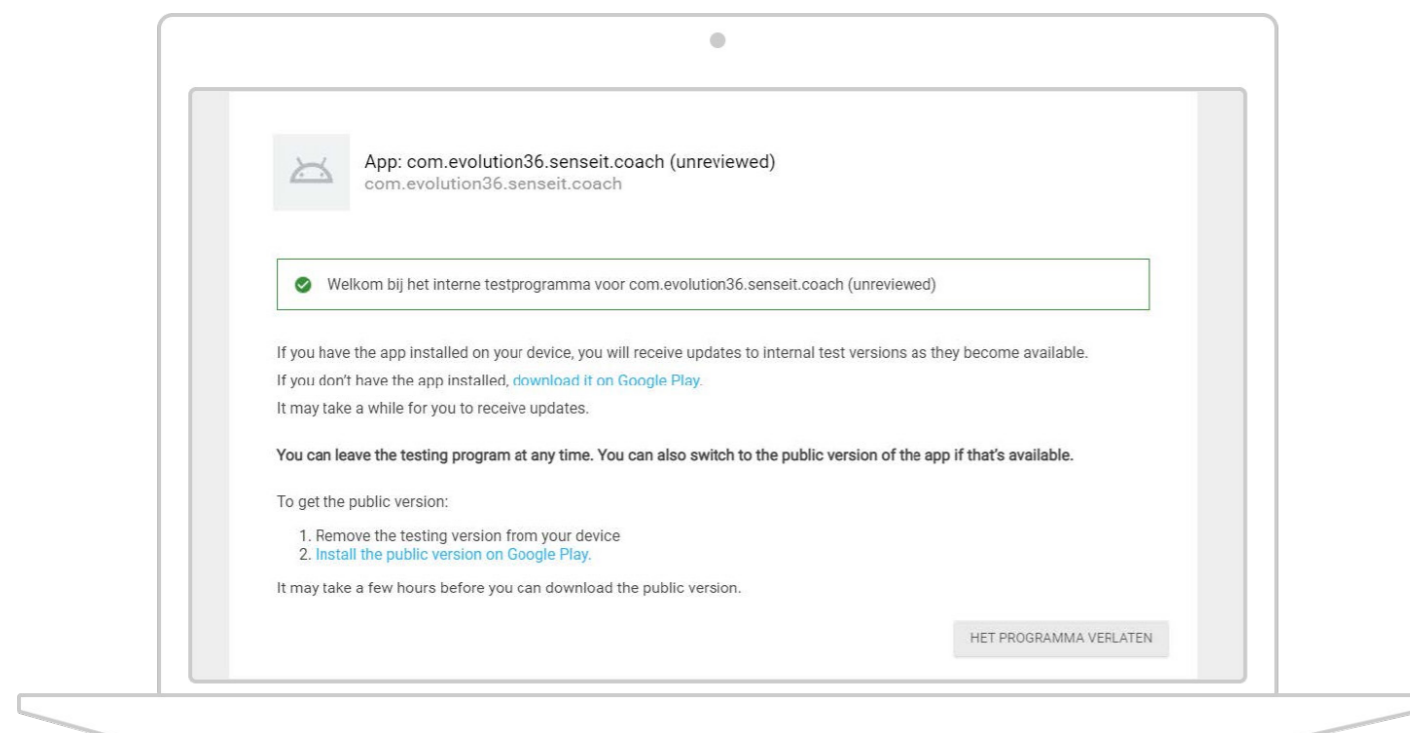 App: com.evolution36.senseit.coach (unreviewed)
com.evolution36.senseit.coach
Welkom bij het interne testprogramma voor com.evolution36.senseit.coach (unreviewed)
If you have the app installed on your device, you will receive updates to internal test versions as they become available.
If you don't have the app installed, download it on Google Play.
It may take a while for you to receive updates.
You can leave the testing program at any time. You can also switch to the public version of the app if that's available.
To get the public version:
1. Remove the testing version from your device
2. Install the public version on Google Play.
It may take a few hours before you can download the public version.
HET PROGRAMMA VERLATEN